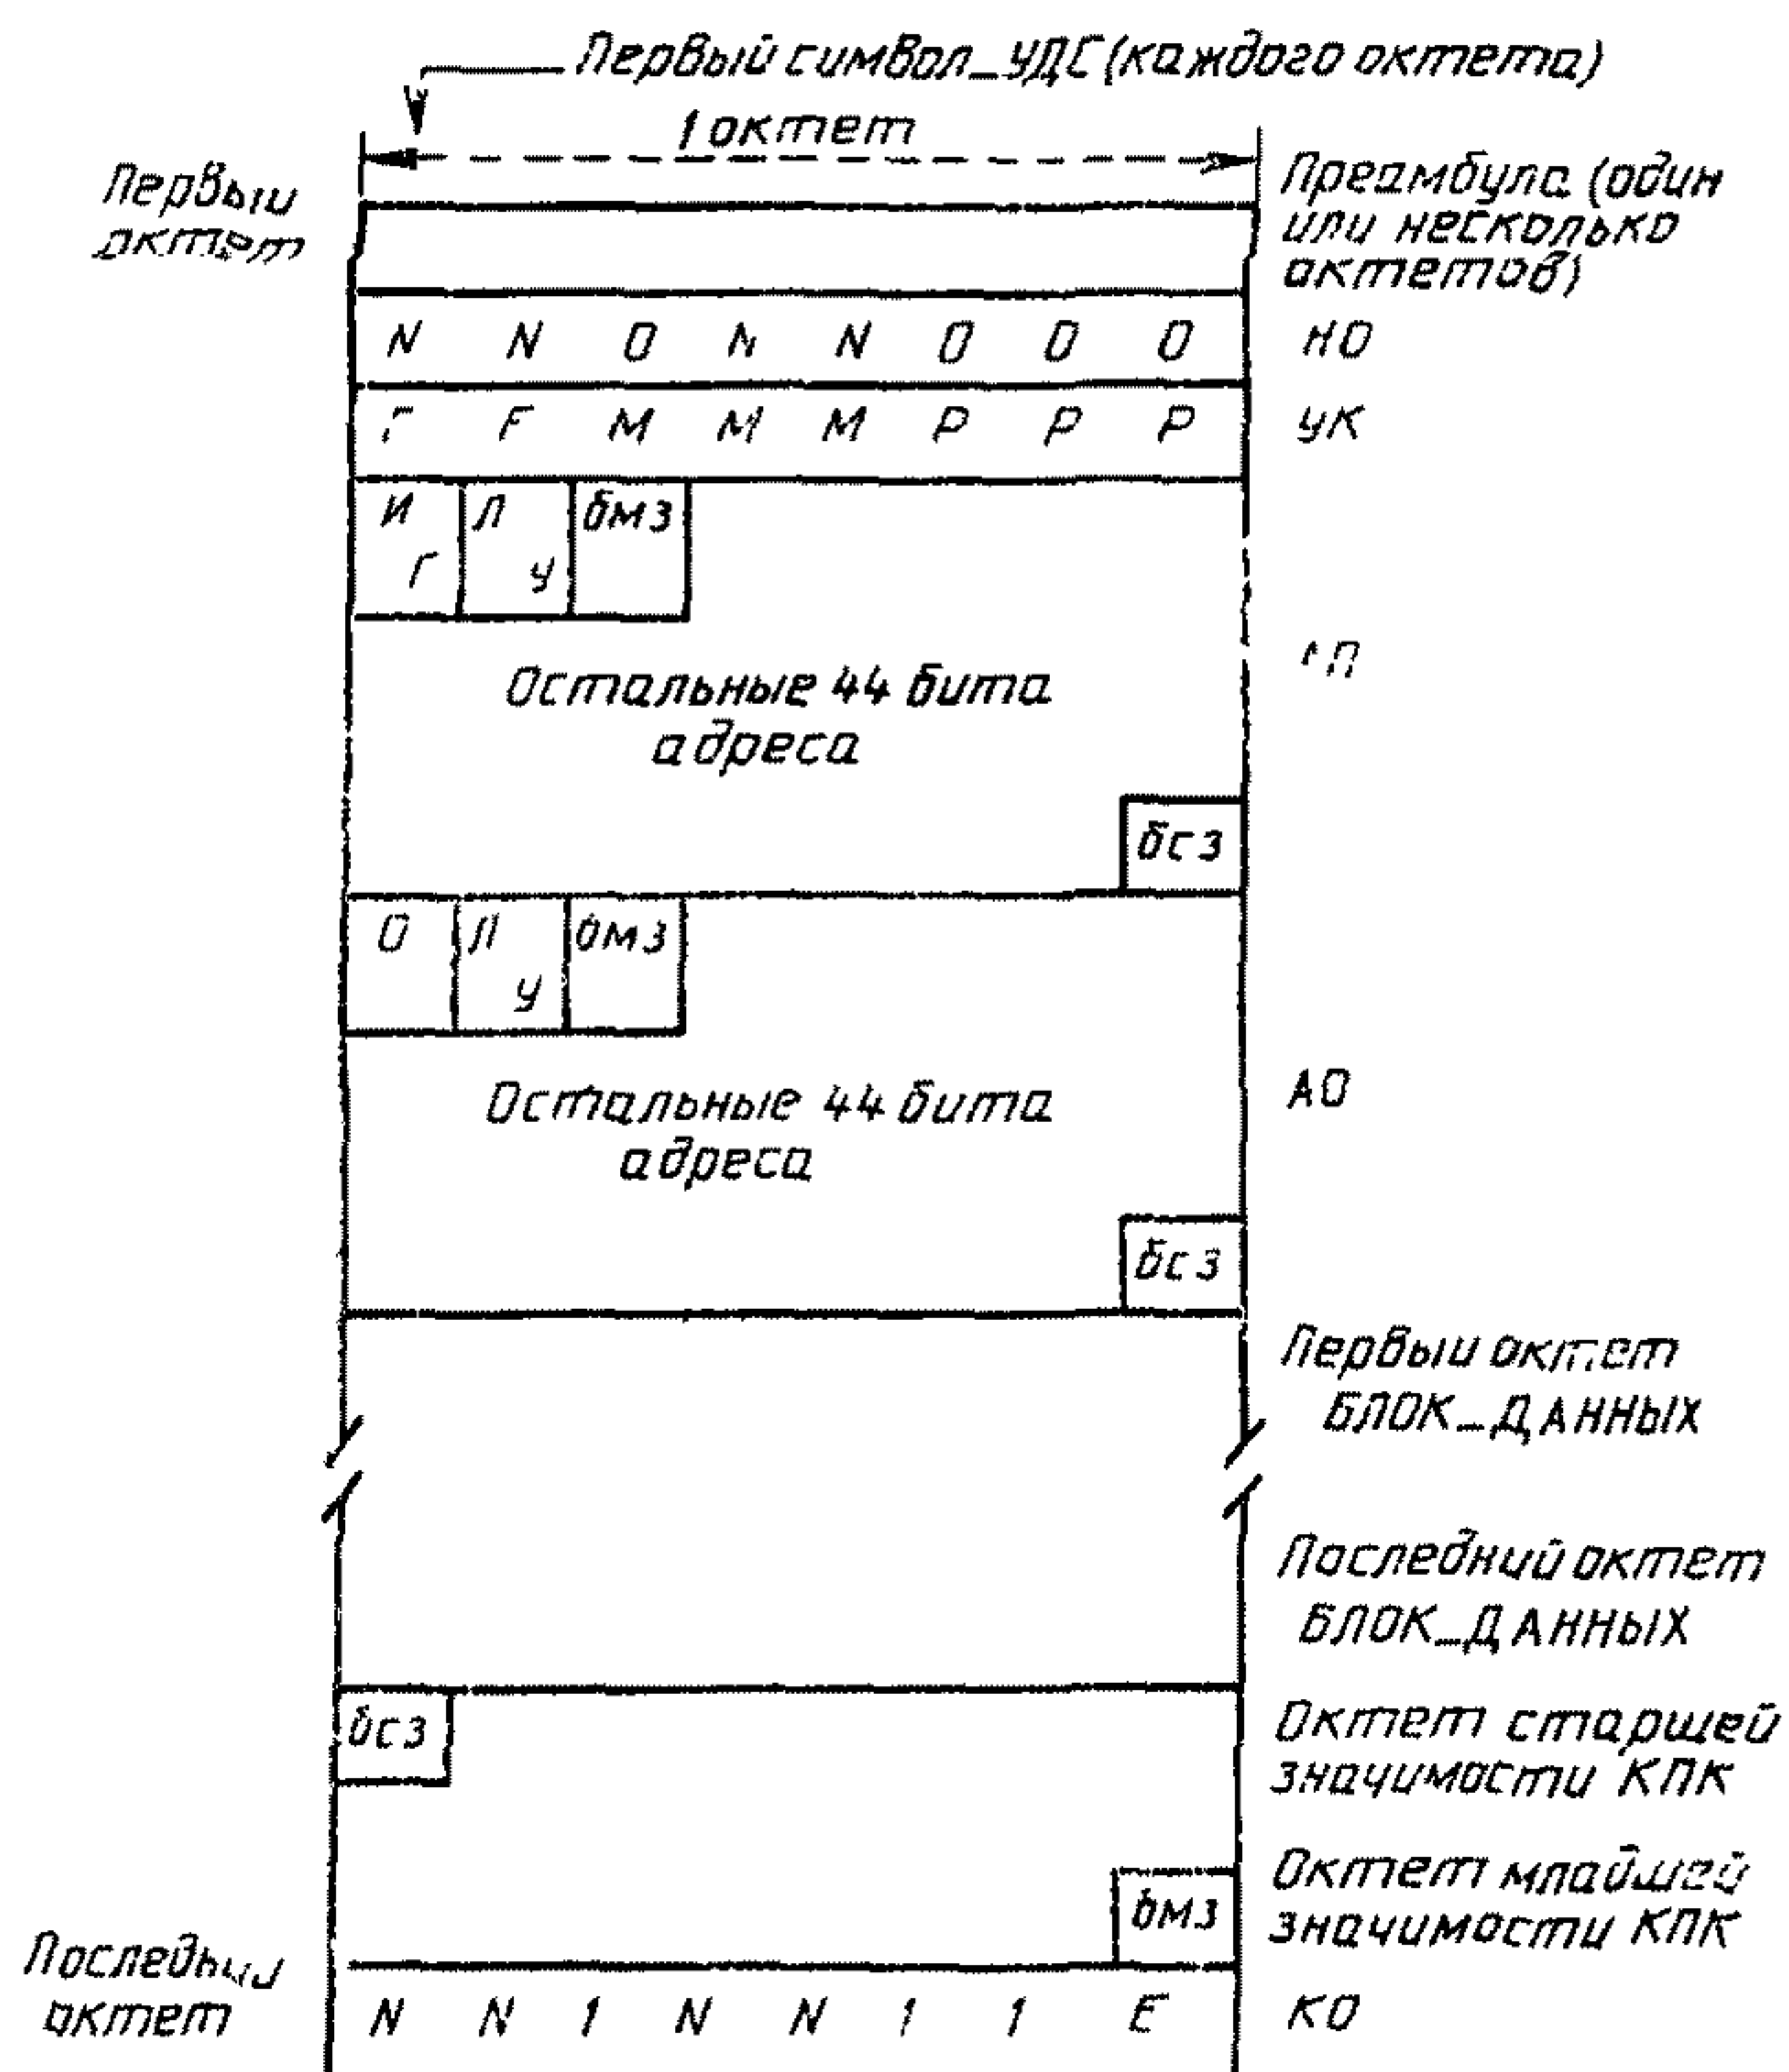 Первый символ_УДС (каждого октета)
1 октет
Первый
октет
Преамбула (один
или несколько
октетов)
N N 0 N N 0 0 0 НО
F M M M P P P УК
И Л бмз
Г У
Остальные 44 бита
адреса
бсз
0 Л бмз
У
Остальные 44 бита
адреса
АО
бсз
Первый октет
БЛОК_ДАННЫХ
Последний октет
БЛОК_ДАННЫХ
бсз
Октет старшей
значимости КПК
Октет младшей
значимости КПК
бмз
Последний
октет
N N 1 N N 1 1 E КО